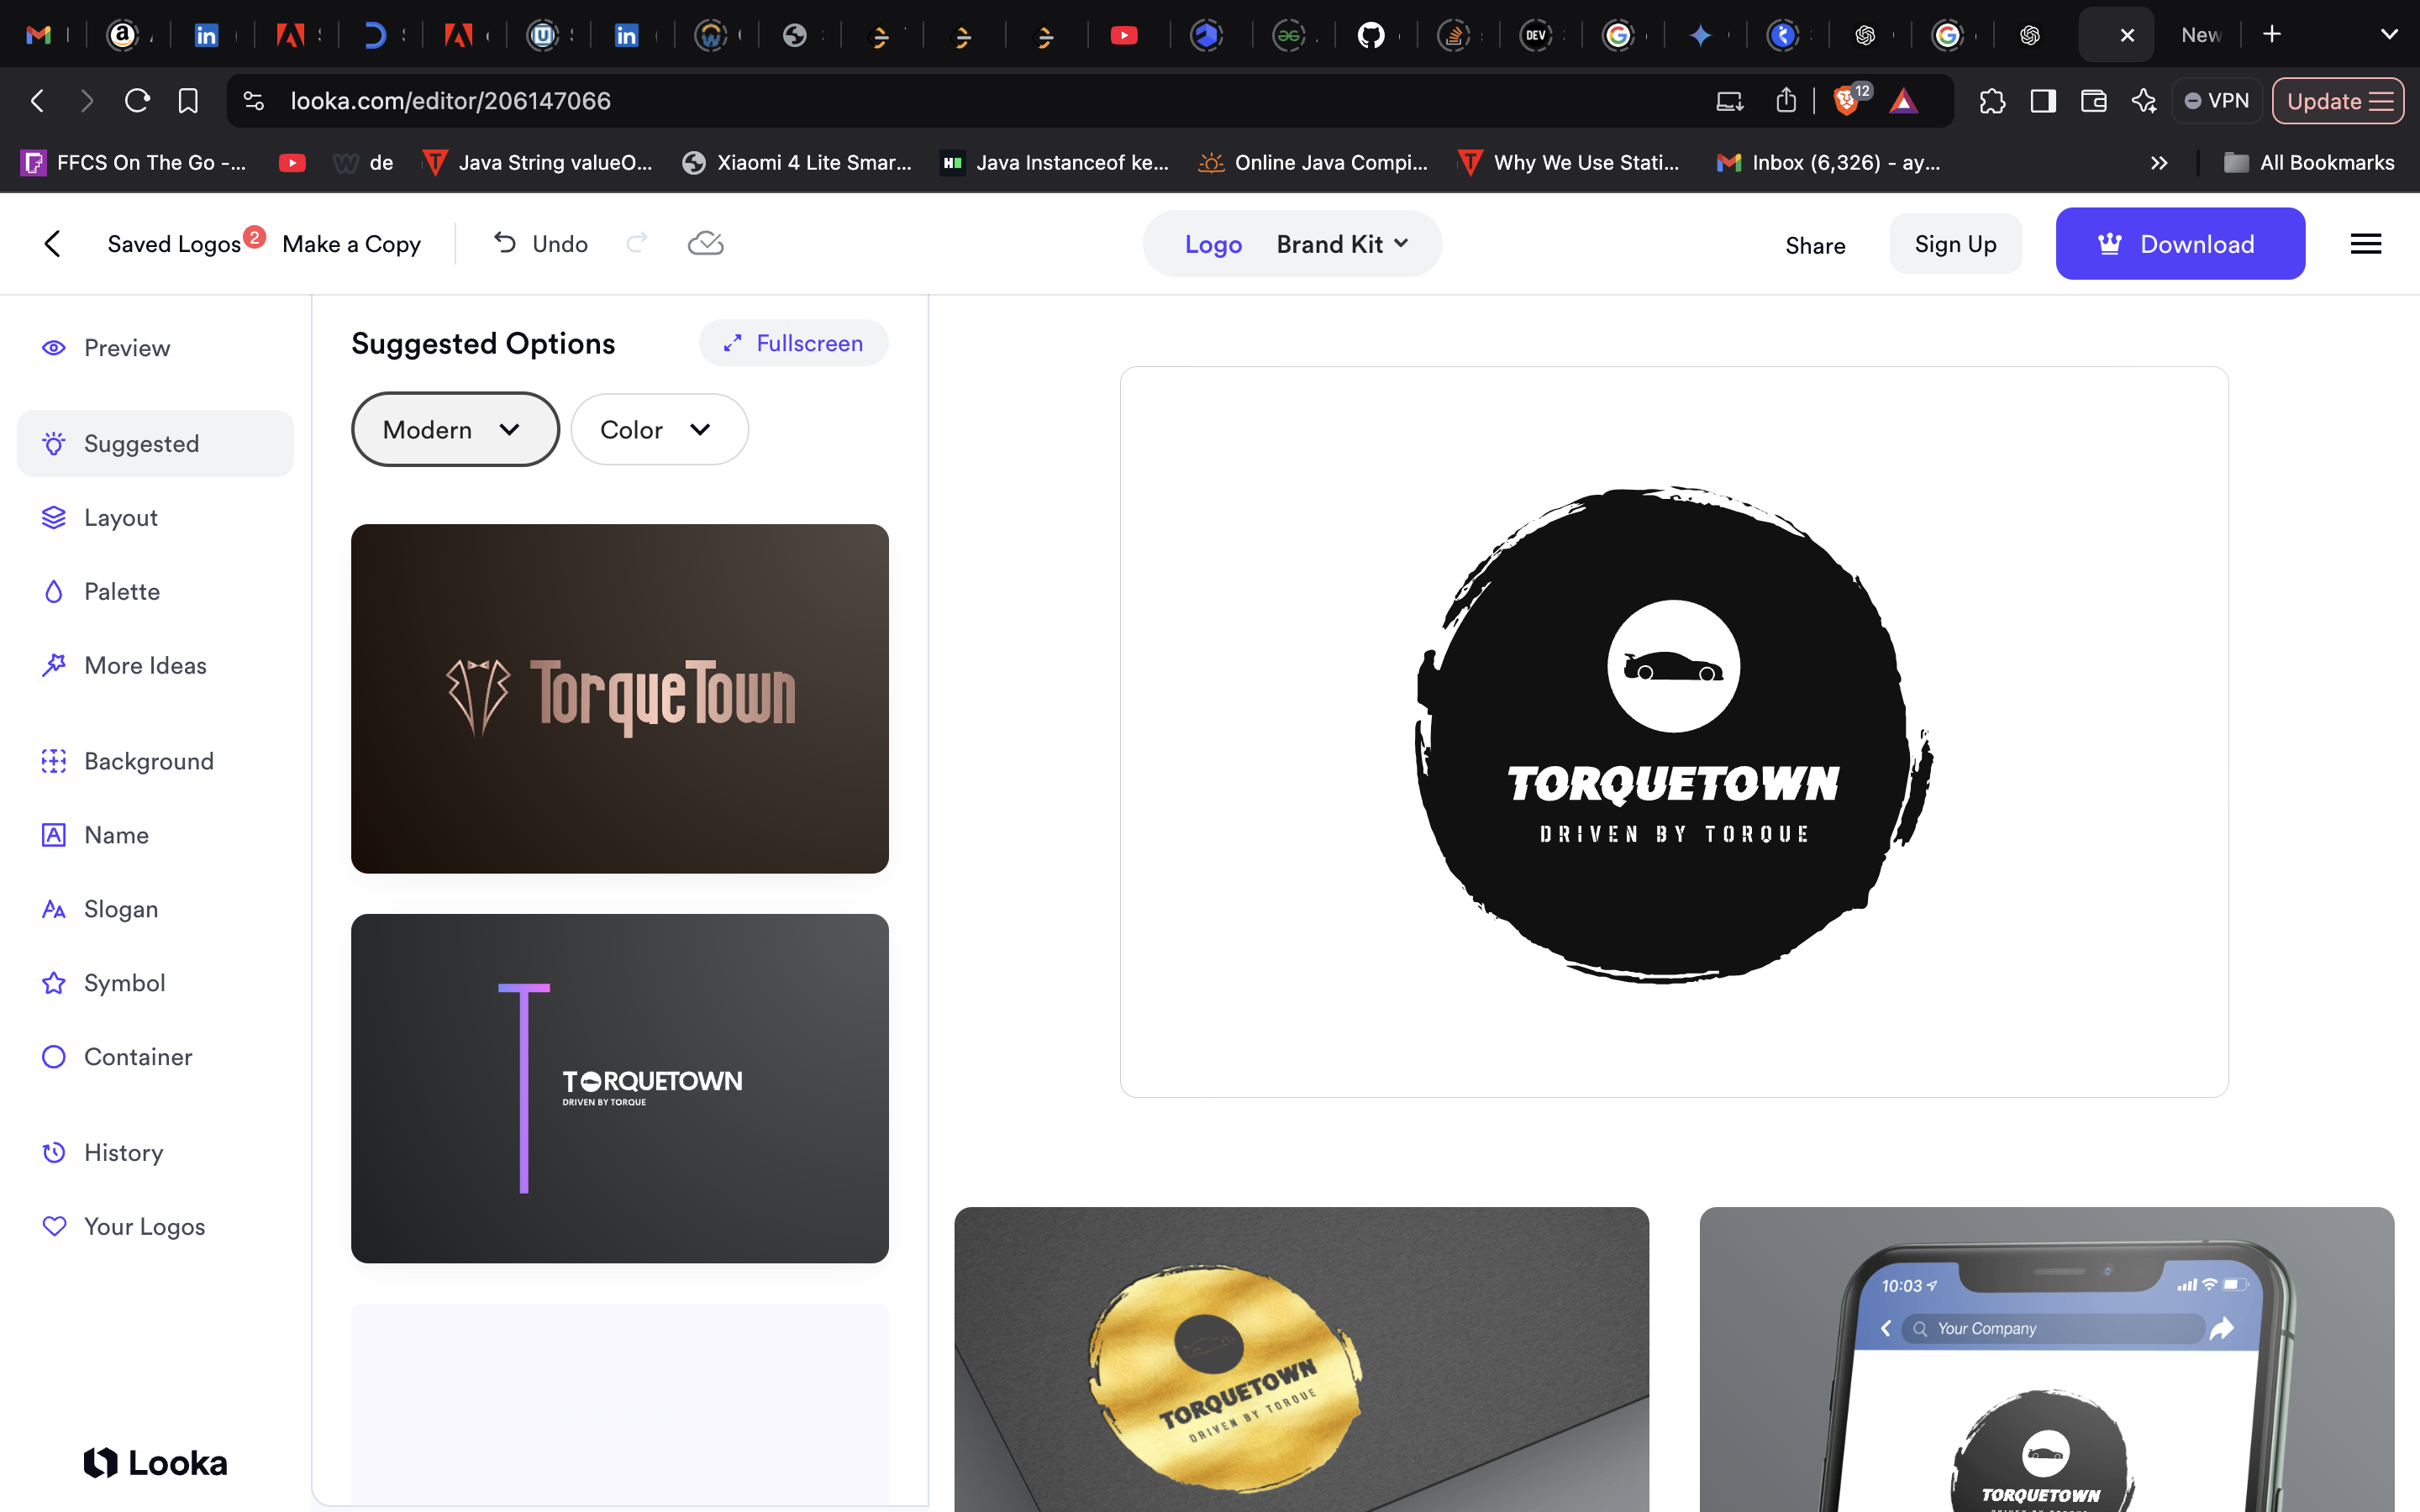 New
looka.com/editor/206147066
12
VPN
Update
FFCS On The Go -...
de
Java String valueO...
Xiaomi 4 Lite Smar...
Java Instanceof ke...
Online Java Compi...
Why We Use Stati...
Inbox (6,326) - ay...
All Bookmarks
Saved Logos 2
Make a Copy
Undo
Logo
Brand Kit
Share
Sign Up
Download
Preview
Suggested
Layout
Palette
More Ideas
Background
Name
Slogan
Symbol
Container
History
Your Logos
Looka
Suggested Options
Fullscreen
Modern
Color
TorqueTown
T
TORQUETOWN
DRIVEN BY TORQUE
TORQUETOWN
DRIVEN BY TORQUE
TORQUETOWN
DRIVEN BY TORQUE
10:03
Your Company
TORQUETOWN